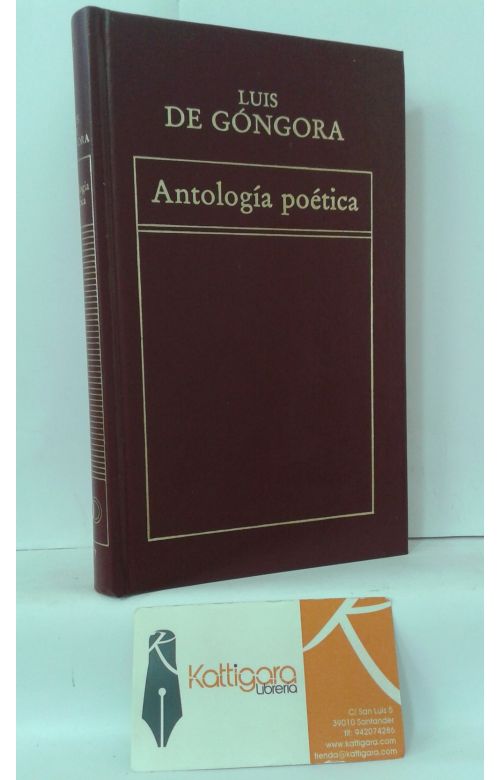 LUIS
DE GÓNGORA
Antología poética
Kattigara
Librería
C/ San Luis 5
39010 Santander
tlf: 942074286
www.kattigara.com
tienda@kattigara.com